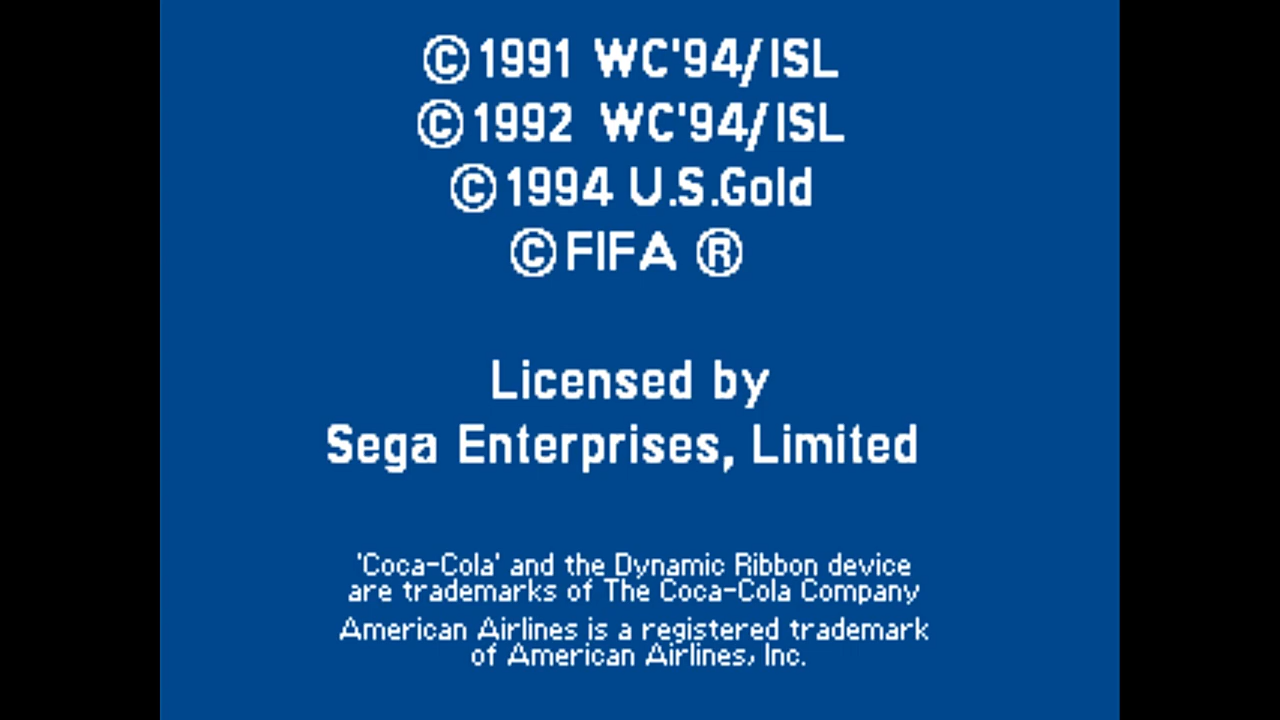 ©1991 WC'94/ISL
©1992 WC'94/ISL
©1994 U.S.Gold
©FIFA ®
Licensed by
Sega Enterprises, Limited
'Coca-Cola' and the Dynamic Ribbon device
are trademarks of The Coca-Cola Company
American Airlines is a registered trademark
of American Airlines, Inc.